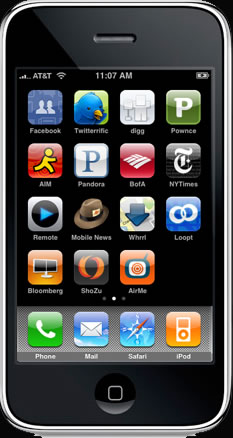 AT&T 11:07 AM
Facebook Twitterrific digg Pownce
AIM Pandora BofA NYTimes
Remote Mobile News Whrrl Loopt
Bloomberg ShoZu AirMe
Phone Mail Safari iPod